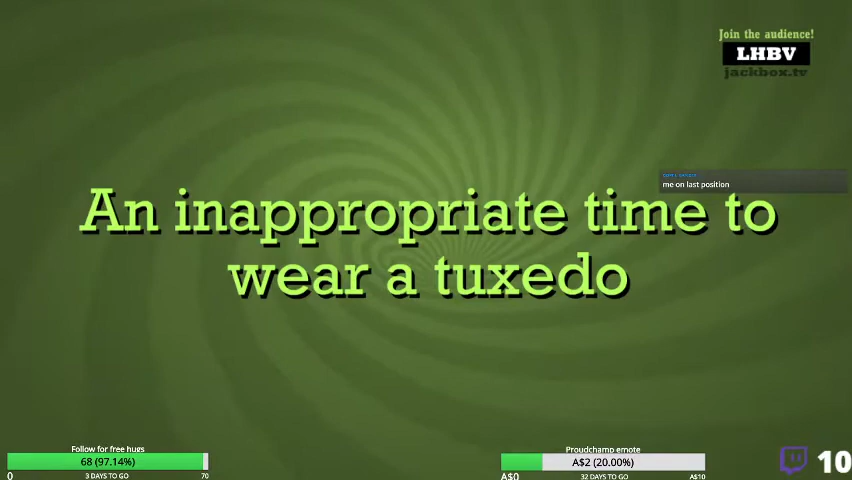 Join the audience!
LHBV
jackbox.tv
me on last position
An inappropriate time to
wear a tuxedo
Follow for free hugs
68 (97.14%)
0
3 DAYS TO GO
70
Proudchamp emote
A$2 (20.00%)
A$0
32 DAYS TO GO
A$10
10